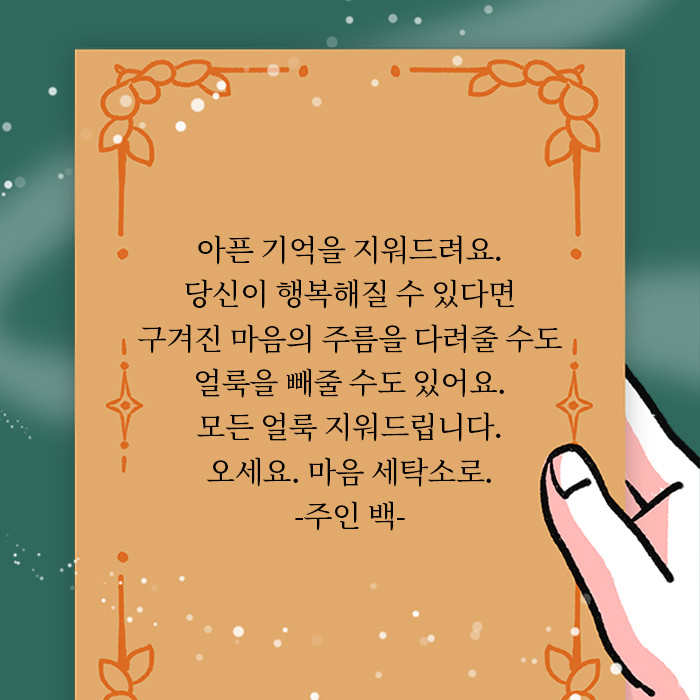 아픈 기억을 지워드려요.
당신이 행복해질 수 있다면
구겨진 마음의 주름을 다려줄 수도
얼룩을 빼줄 수도 있어요.
모든 얼룩 지워드립니다.
오세요. 마음 세탁소로.
-주인 백-